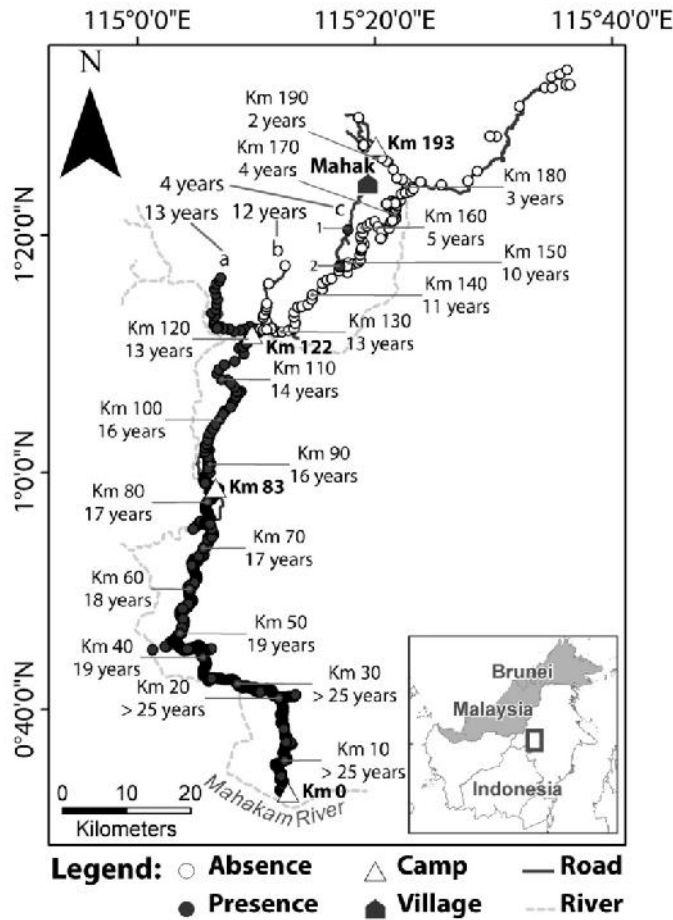 115°0'0"E
115°20'0"E
115°40'0"E
N
Km 190
2 years
Km 193
Km 170
4 years
Mahak
Km 180
3 years
4 years
c
13 years
12 years
a
b
1
Km 160
5 years
1°20'0"N
2
Km 150
10 years
Km 140
11 years
Km 120
13 years
Km 122
Km 130
13 years
Km 110
14 years
Km 100
16 years
Km 90
16 years
1°0'0"N
Km 80
17 years
Km 83
Km 70
17 years
Km 60
18 years
Km 50
19 years
Km 40
19 years
Km 30
> 25 years
Km 20
> 25 years
0°40'0"N
Km 10
> 25 years
Km 0
Mahakam River
Brunei
Malaysia
Indonesia
0 10 20
Kilometers
Legend: Absence Camp Road
Presence Village River